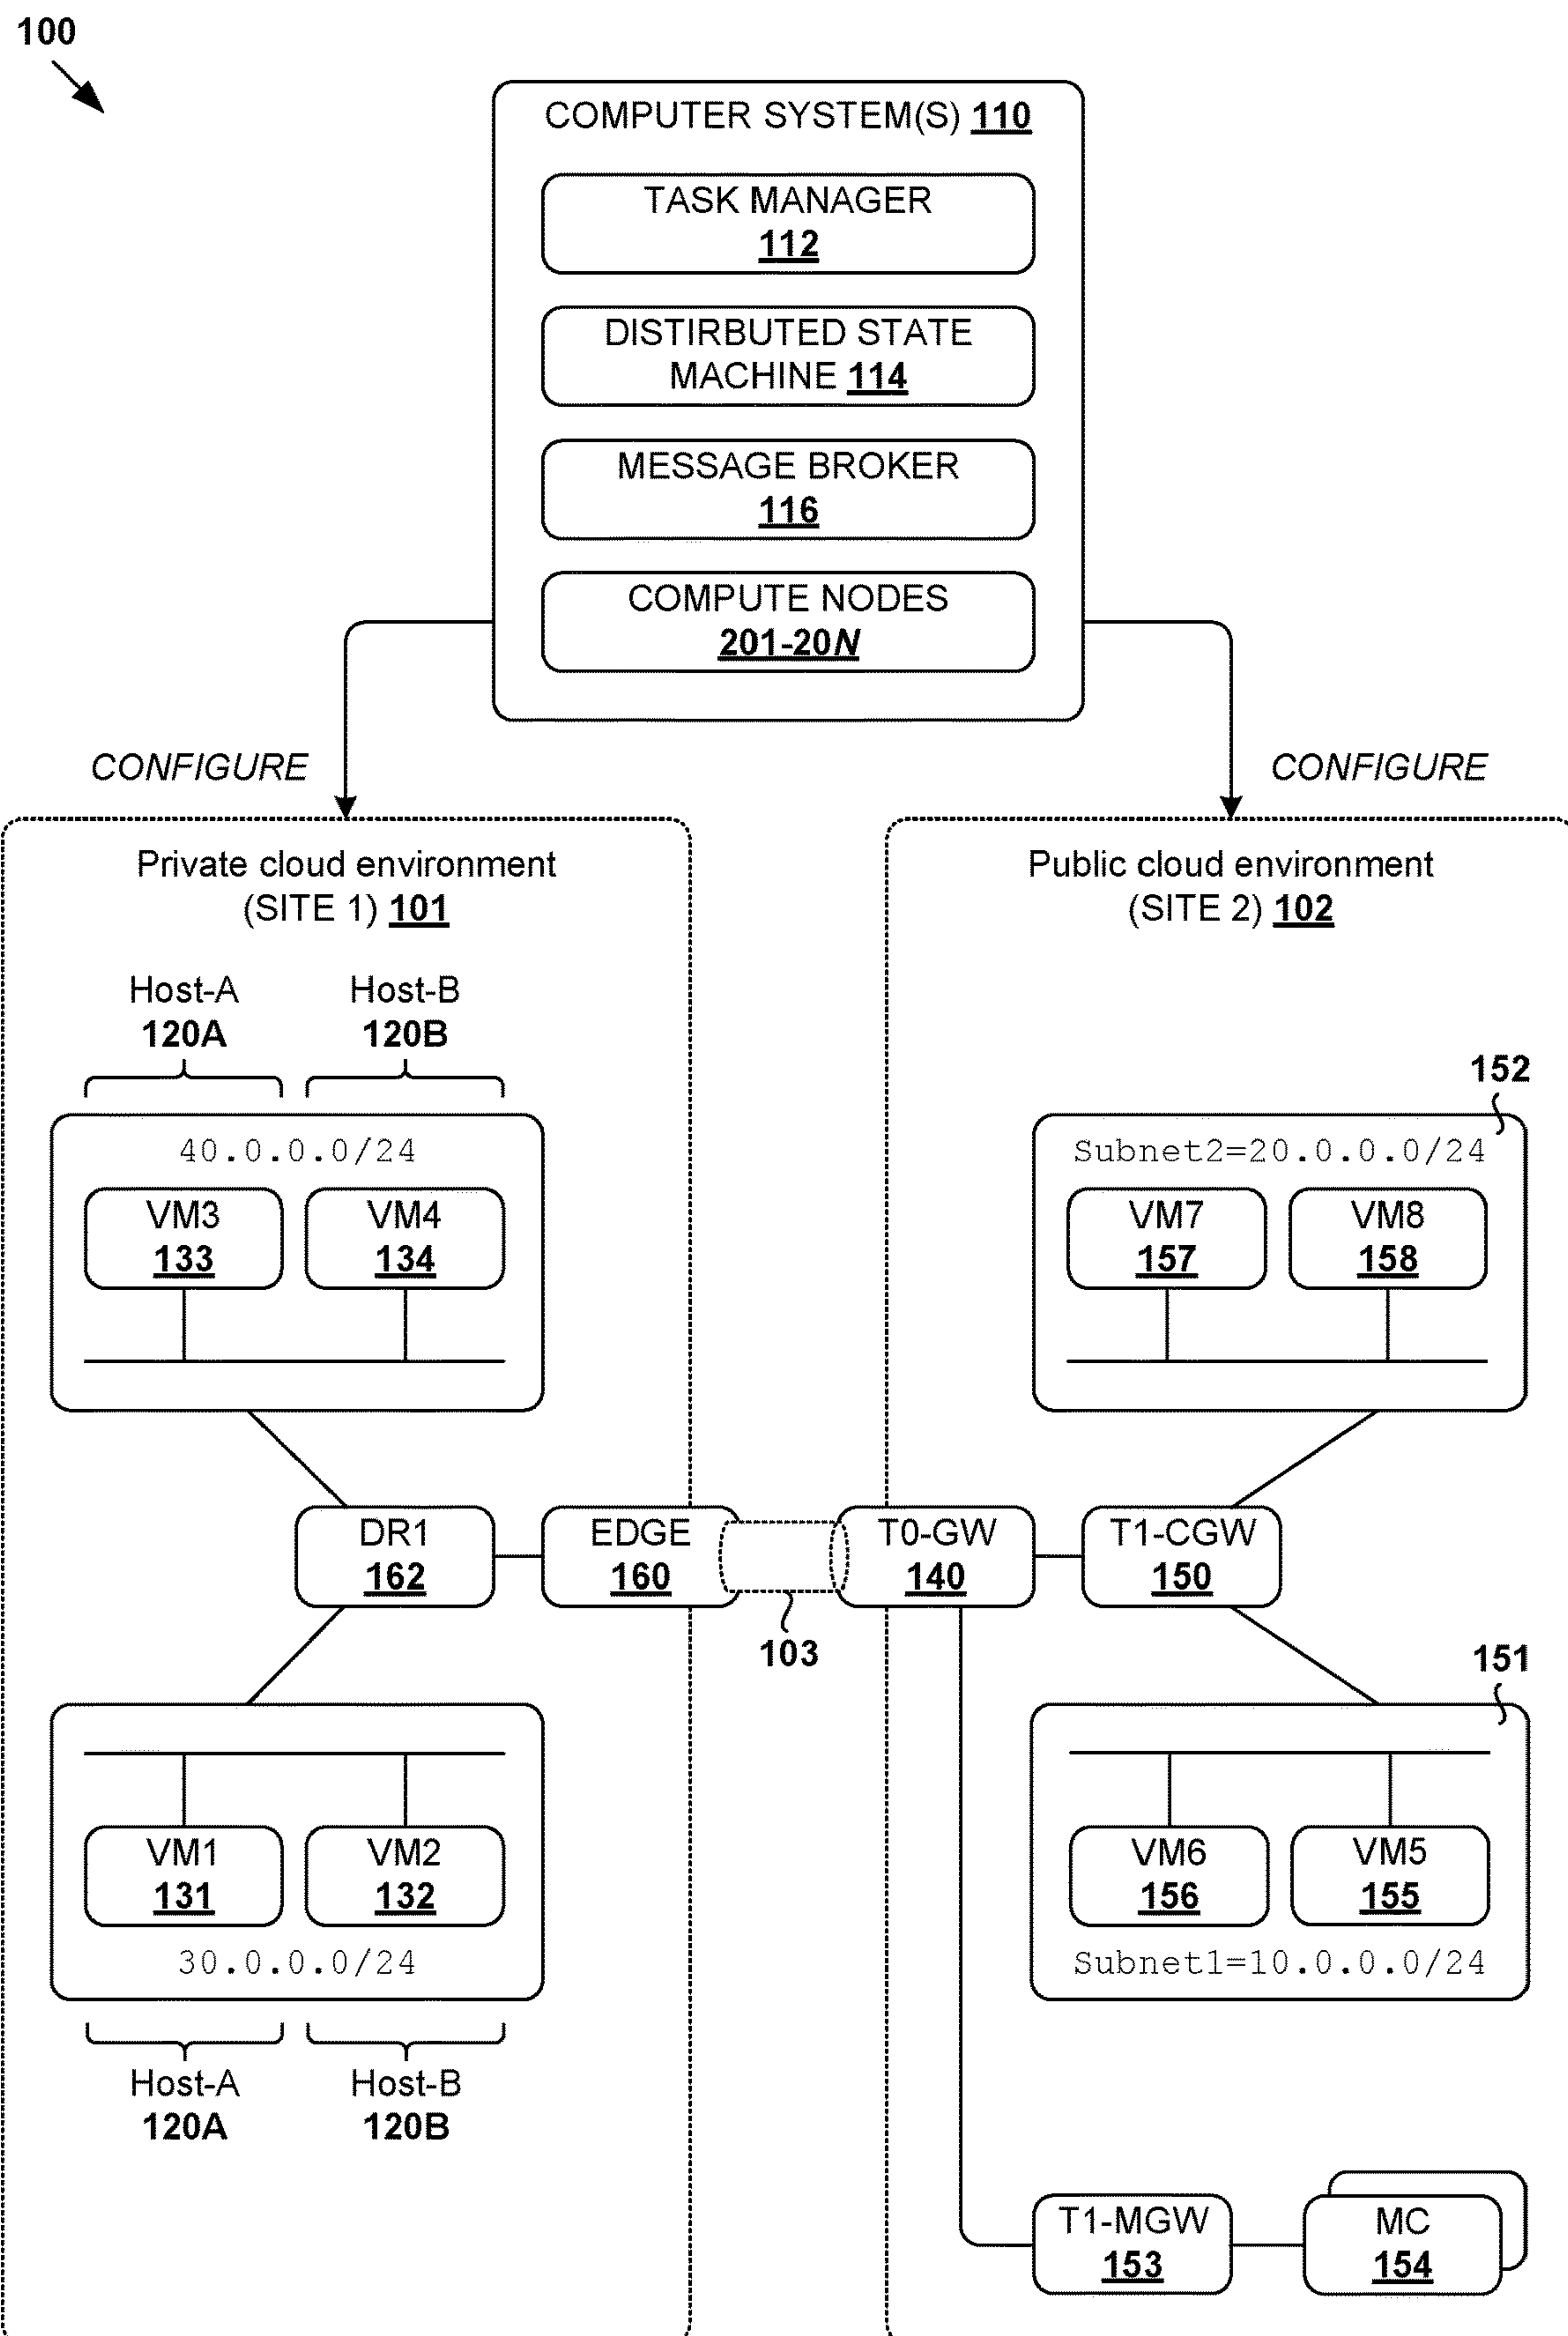 100
COMPUTER SYSTEM(S) 110
TASK MANAGER
112
DISTIRBUTED STATE
MACHINE 114
MESSAGE BROKER
116
COMPUTE NODES
201-20N
CONFIGURE
CONFIGURE
Private cloud environment
(SITE 1) 101
Public cloud environment
(SITE 2) 102
Host-A
120A
Host-B
120B
152
40.0.0.0/24
VM3
133
VM4
134
Subnet2=20.0.0.0/24
VM7
157
VM8
158
DR1
162
EDGE
160
103
T0-GW
140
T1-CGW
150
151
VM1
131
VM2
132
30.0.0.0/24
Host-A
120A
Host-B
120B
VM6
156
VM5
155
Subnet1=10.0.0.0/24
T1-MGW
153
MC
154